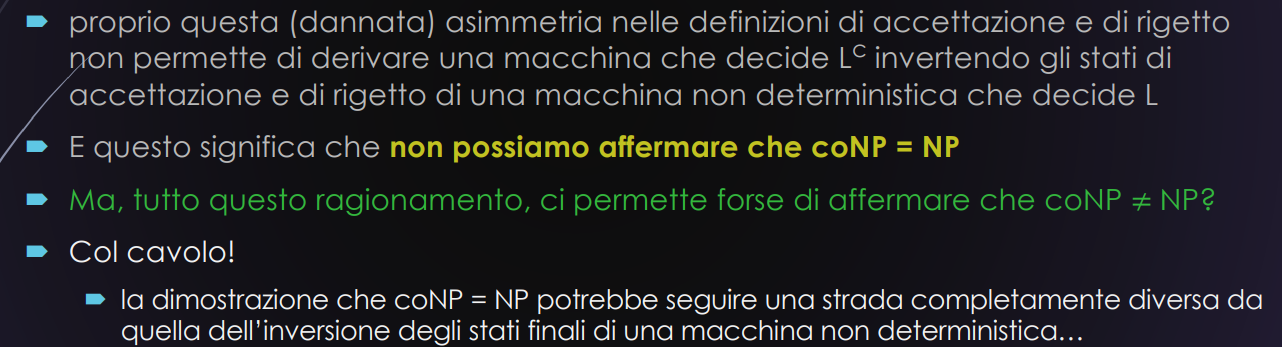 proprio questa (dannata) asimmetria nelle definizioni di accettazione e di rigetto
non permette di derivare una macchina che decide Lᶜ invertendo gli stati di
accettazione e di rigetto di una macchina non deterministica che decide L
E questo significa che non possiamo affermare che coNP = NP
Ma, tutto questo ragionamento, ci permette forse di affermare che coNP ≠ NP?
Col cavolo!
la dimostrazione che coNP = NP potrebbe seguire una strada completamente diversa da
quella dell'inversione degli stati finali di una macchina non deterministica…